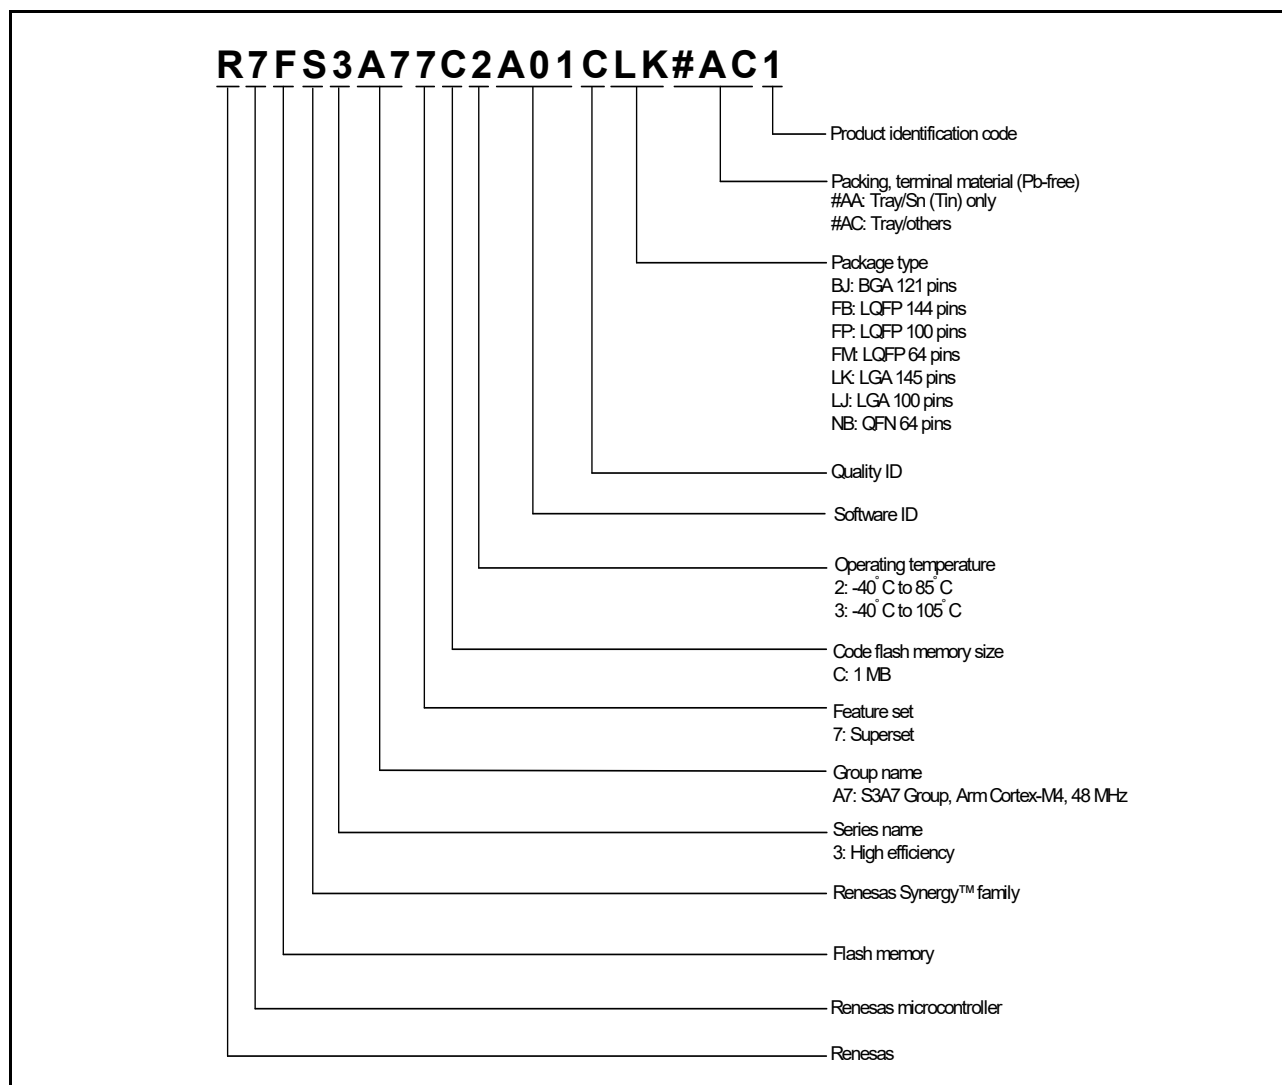 R7FS3A77C2A01CLK#AC1
Product identification code
Packing, terminal material (Pb-free)
#AA: Tray/Sn (Tin) only
#AC: Tray/others
Package type
BJ: BGA 121 pins
FB: LQFP 144 pins
FP: LQFP 100 pins
FM: LQFP 64 pins
LK: LGA 145 pins
LJ: LGA 100 pins
NB: QFN 64 pins
Quality ID
Software ID
Operating temperature
2: -40°C to 85°C
3: -40°C to 105°C
Code flash memory size
C: 1 MB
Feature set
7: Superset
Group name
A7: S3A7 Group, Arm Cortex-M4, 48 MHz
Series name
3: High efficiency
Renesas Synergy™ family
Flash memory
Renesas microcontroller
Renesas